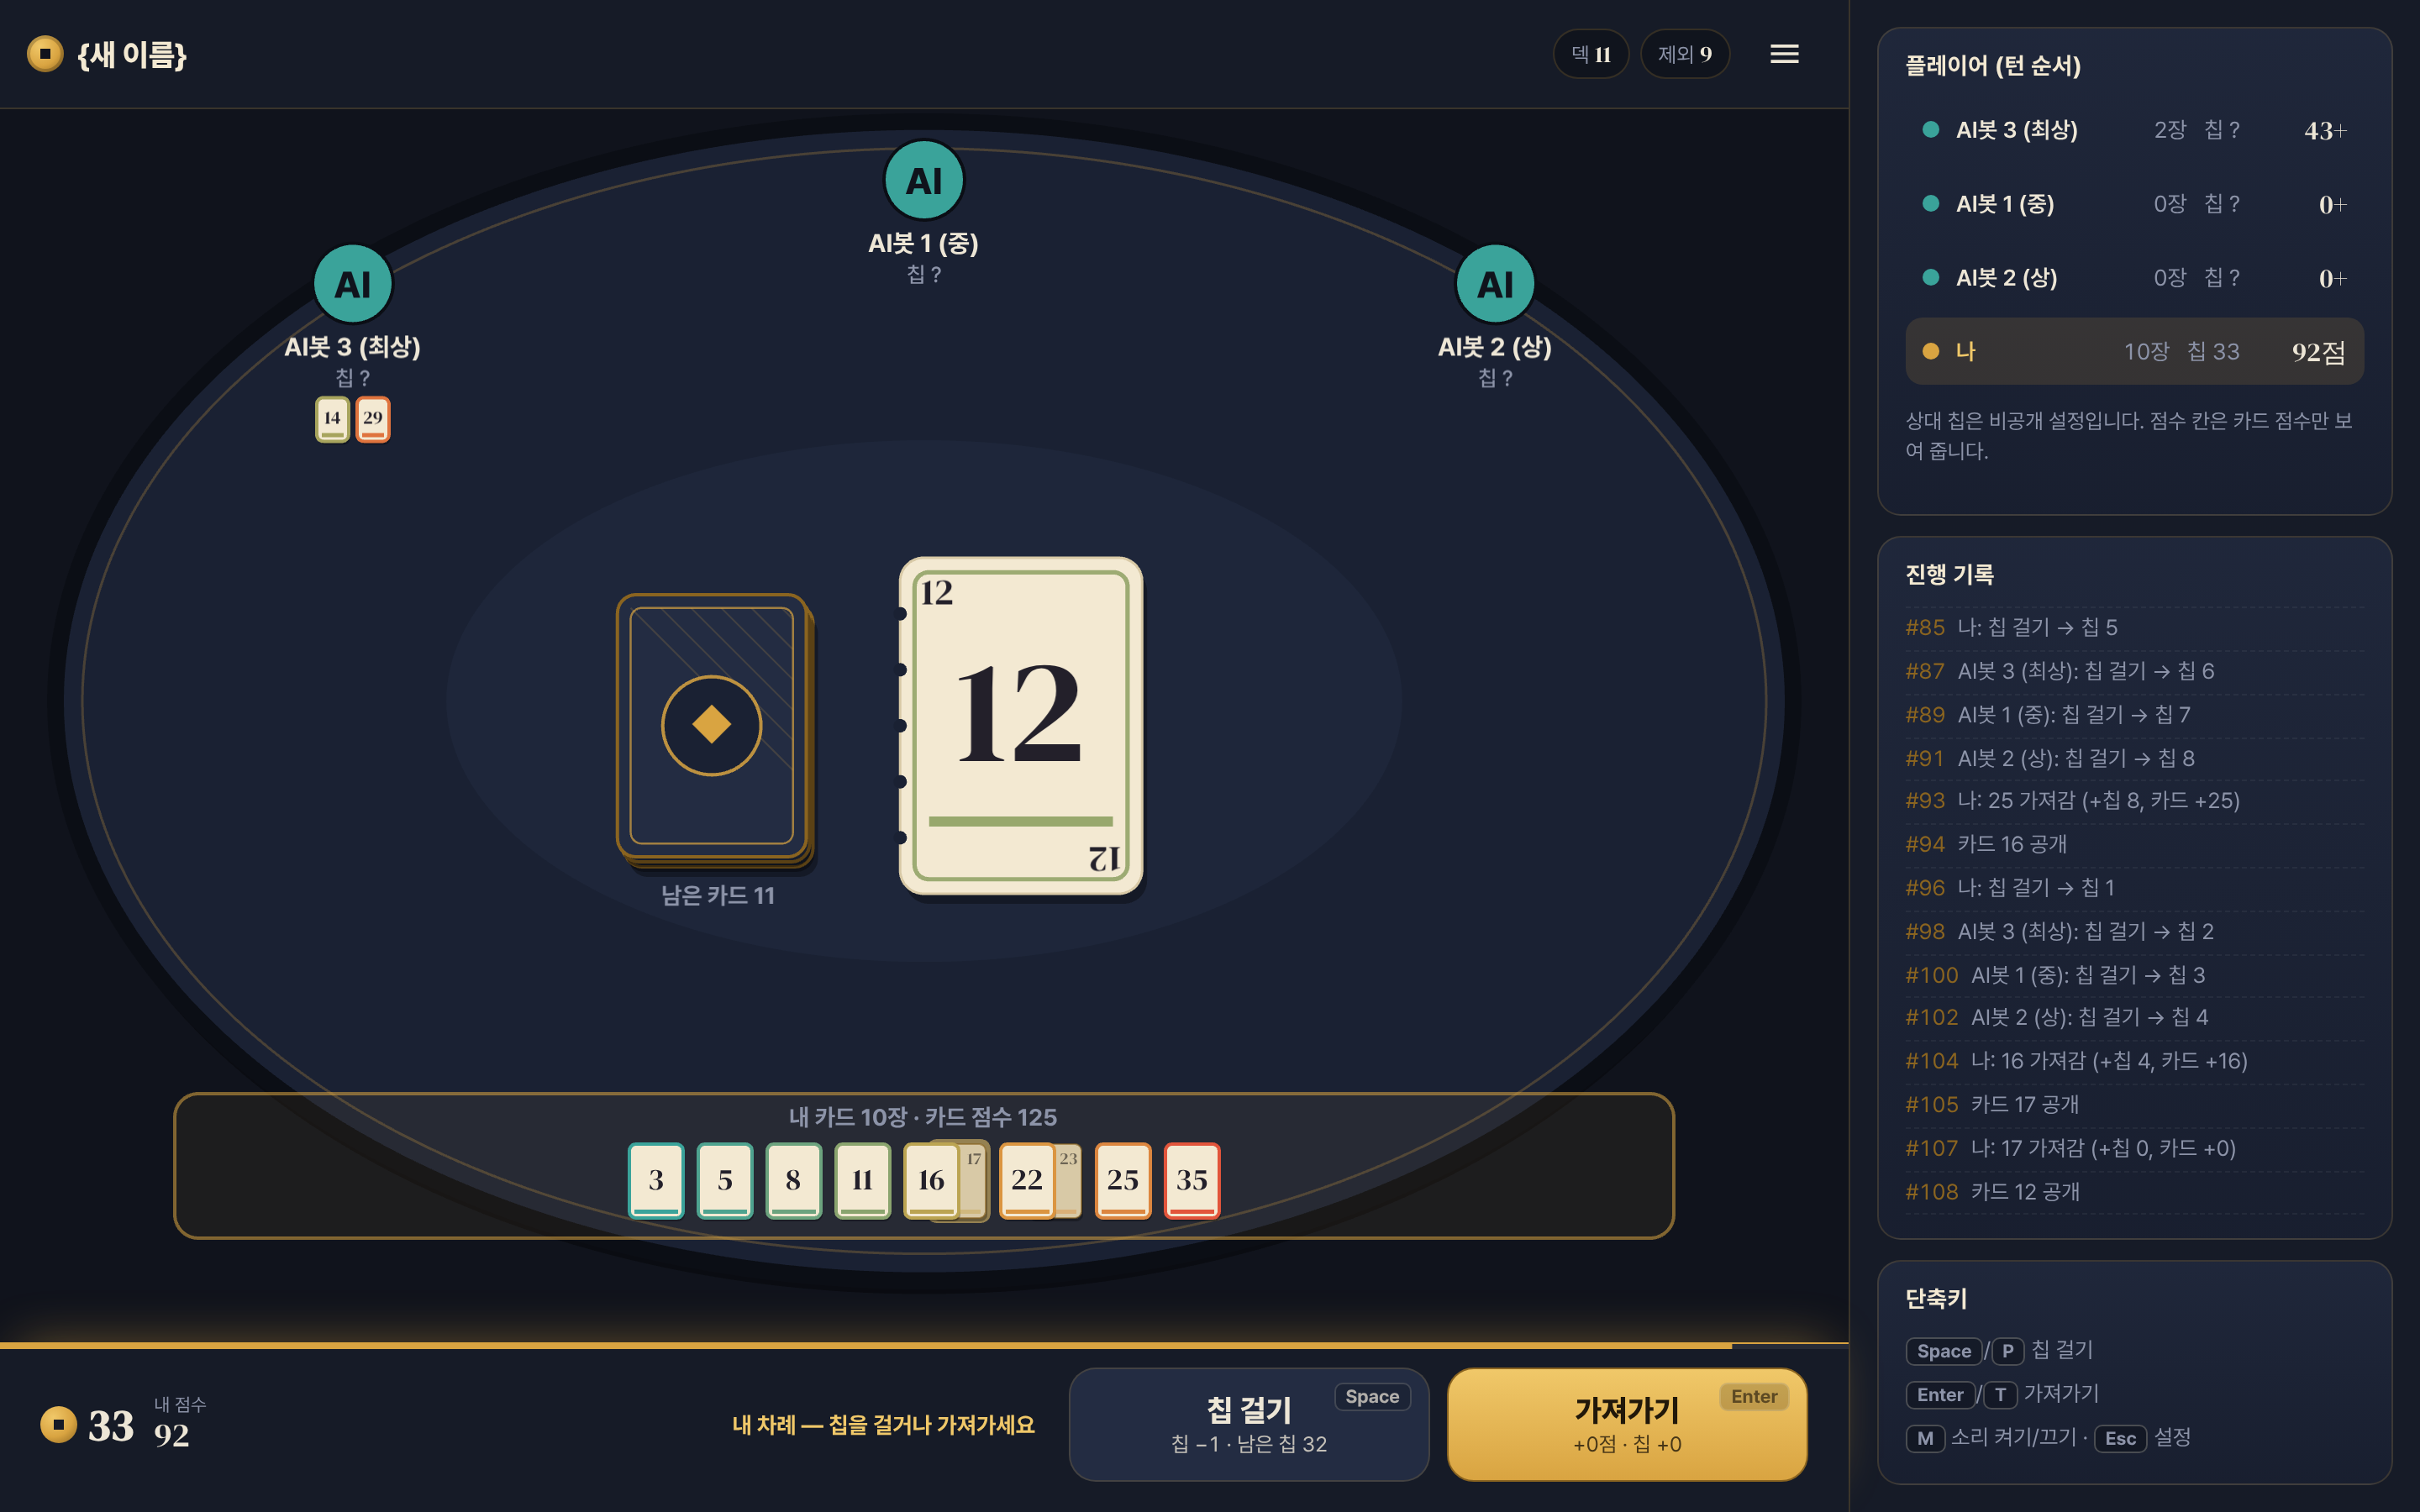 {새 이름}
덱 11
제외 9
AI
AI봇 1 (중)
칩 ?
AI
AI봇 3 (최상)
칩 ?
14
29
AI
AI봇 2 (상)
칩 ?
12
12
12
남은 카드 11
내 카드 10장 · 카드 점수 125
3
5
8
11
16
17
22
23
25
35
33
내 점수
92
내 차례 — 칩을 걸거나 가져가세요
칩 걸기
Space
칩 −1 · 남은 칩 32
가져가기
Enter
+0점 · 칩 +0
플레이어 (턴 순서)
AI봇 3 (최상) 2장 칩 ? 43+
AI봇 1 (중) 0장 칩 ? 0+
AI봇 2 (상) 0장 칩 ? 0+
나 10장 칩 33 92점
상대 칩은 비공개 설정입니다. 점수 칸은 카드 점수만 보
여 줍니다.
진행 기록
#85 나: 칩 걸기 → 칩 5
#87 AI봇 3 (최상): 칩 걸기 → 칩 6
#89 AI봇 1 (중): 칩 걸기 → 칩 7
#91 AI봇 2 (상): 칩 걸기 → 칩 8
#93 나: 25 가져감 (+칩 8, 카드 +25)
#94 카드 16 공개
#96 나: 칩 걸기 → 칩 1
#98 AI봇 3 (최상): 칩 걸기 → 칩 2
#100 AI봇 1 (중): 칩 걸기 → 칩 3
#102 AI봇 2 (상): 칩 걸기 → 칩 4
#104 나: 16 가져감 (+칩 4, 카드 +16)
#105 카드 17 공개
#107 나: 17 가져감 (+칩 0, 카드 +0)
#108 카드 12 공개
단축키
Space/P 칩 걸기
Enter/T 가져가기
M 소리 켜기/끄기 · Esc 설정